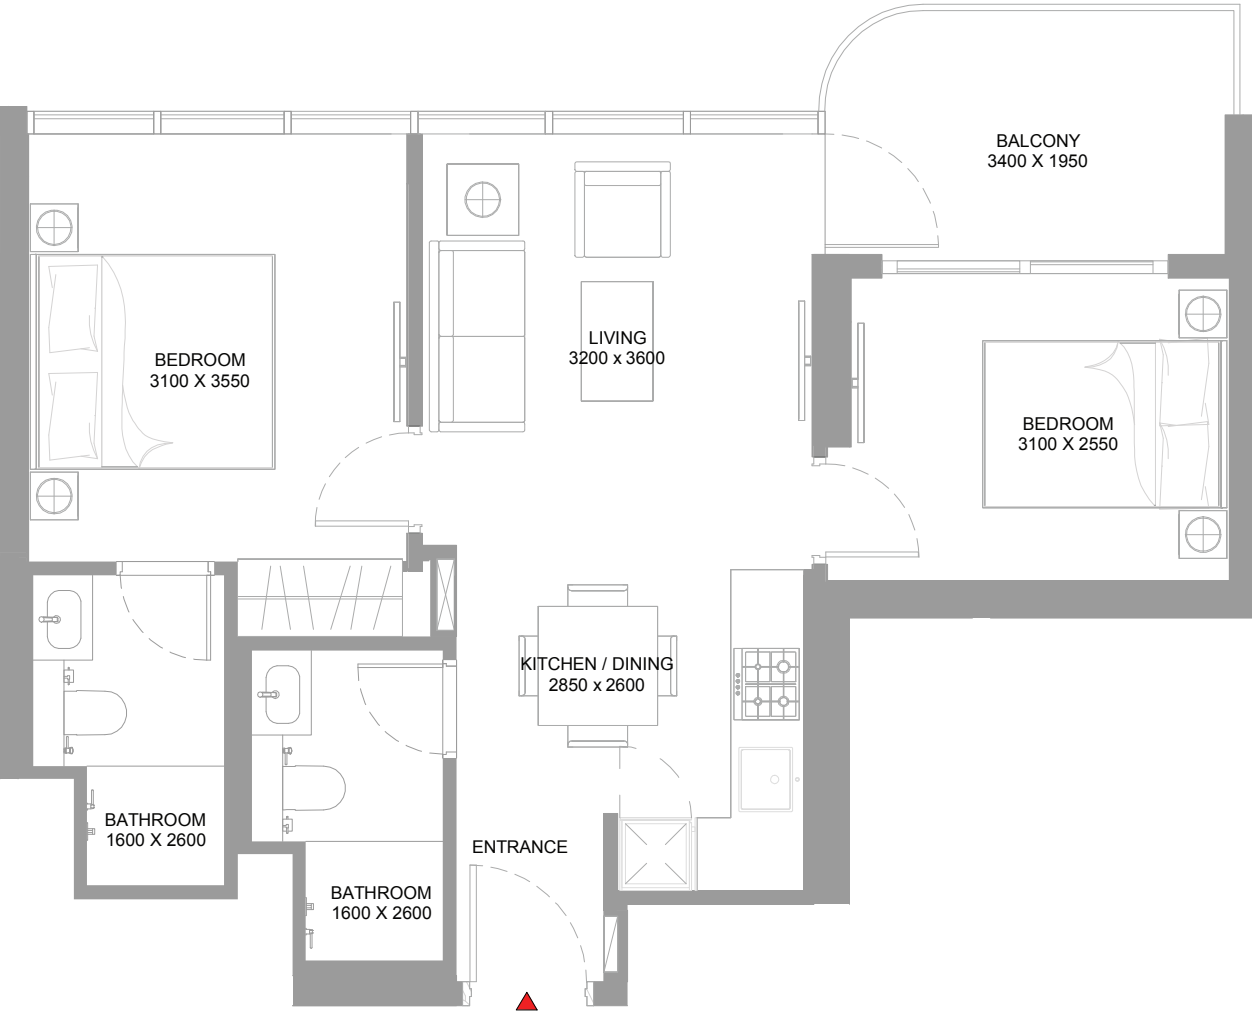 BALCONY
3400 X 1950
LIVING
3200 x 3600
BEDROOM
3100 X 3550
BEDROOM
3100 X 2550
KITCHEN / DINING
2850 x 2600
BATHROOM
1600 X 2600
ENTRANCE
BATHROOM
1600 X 2600